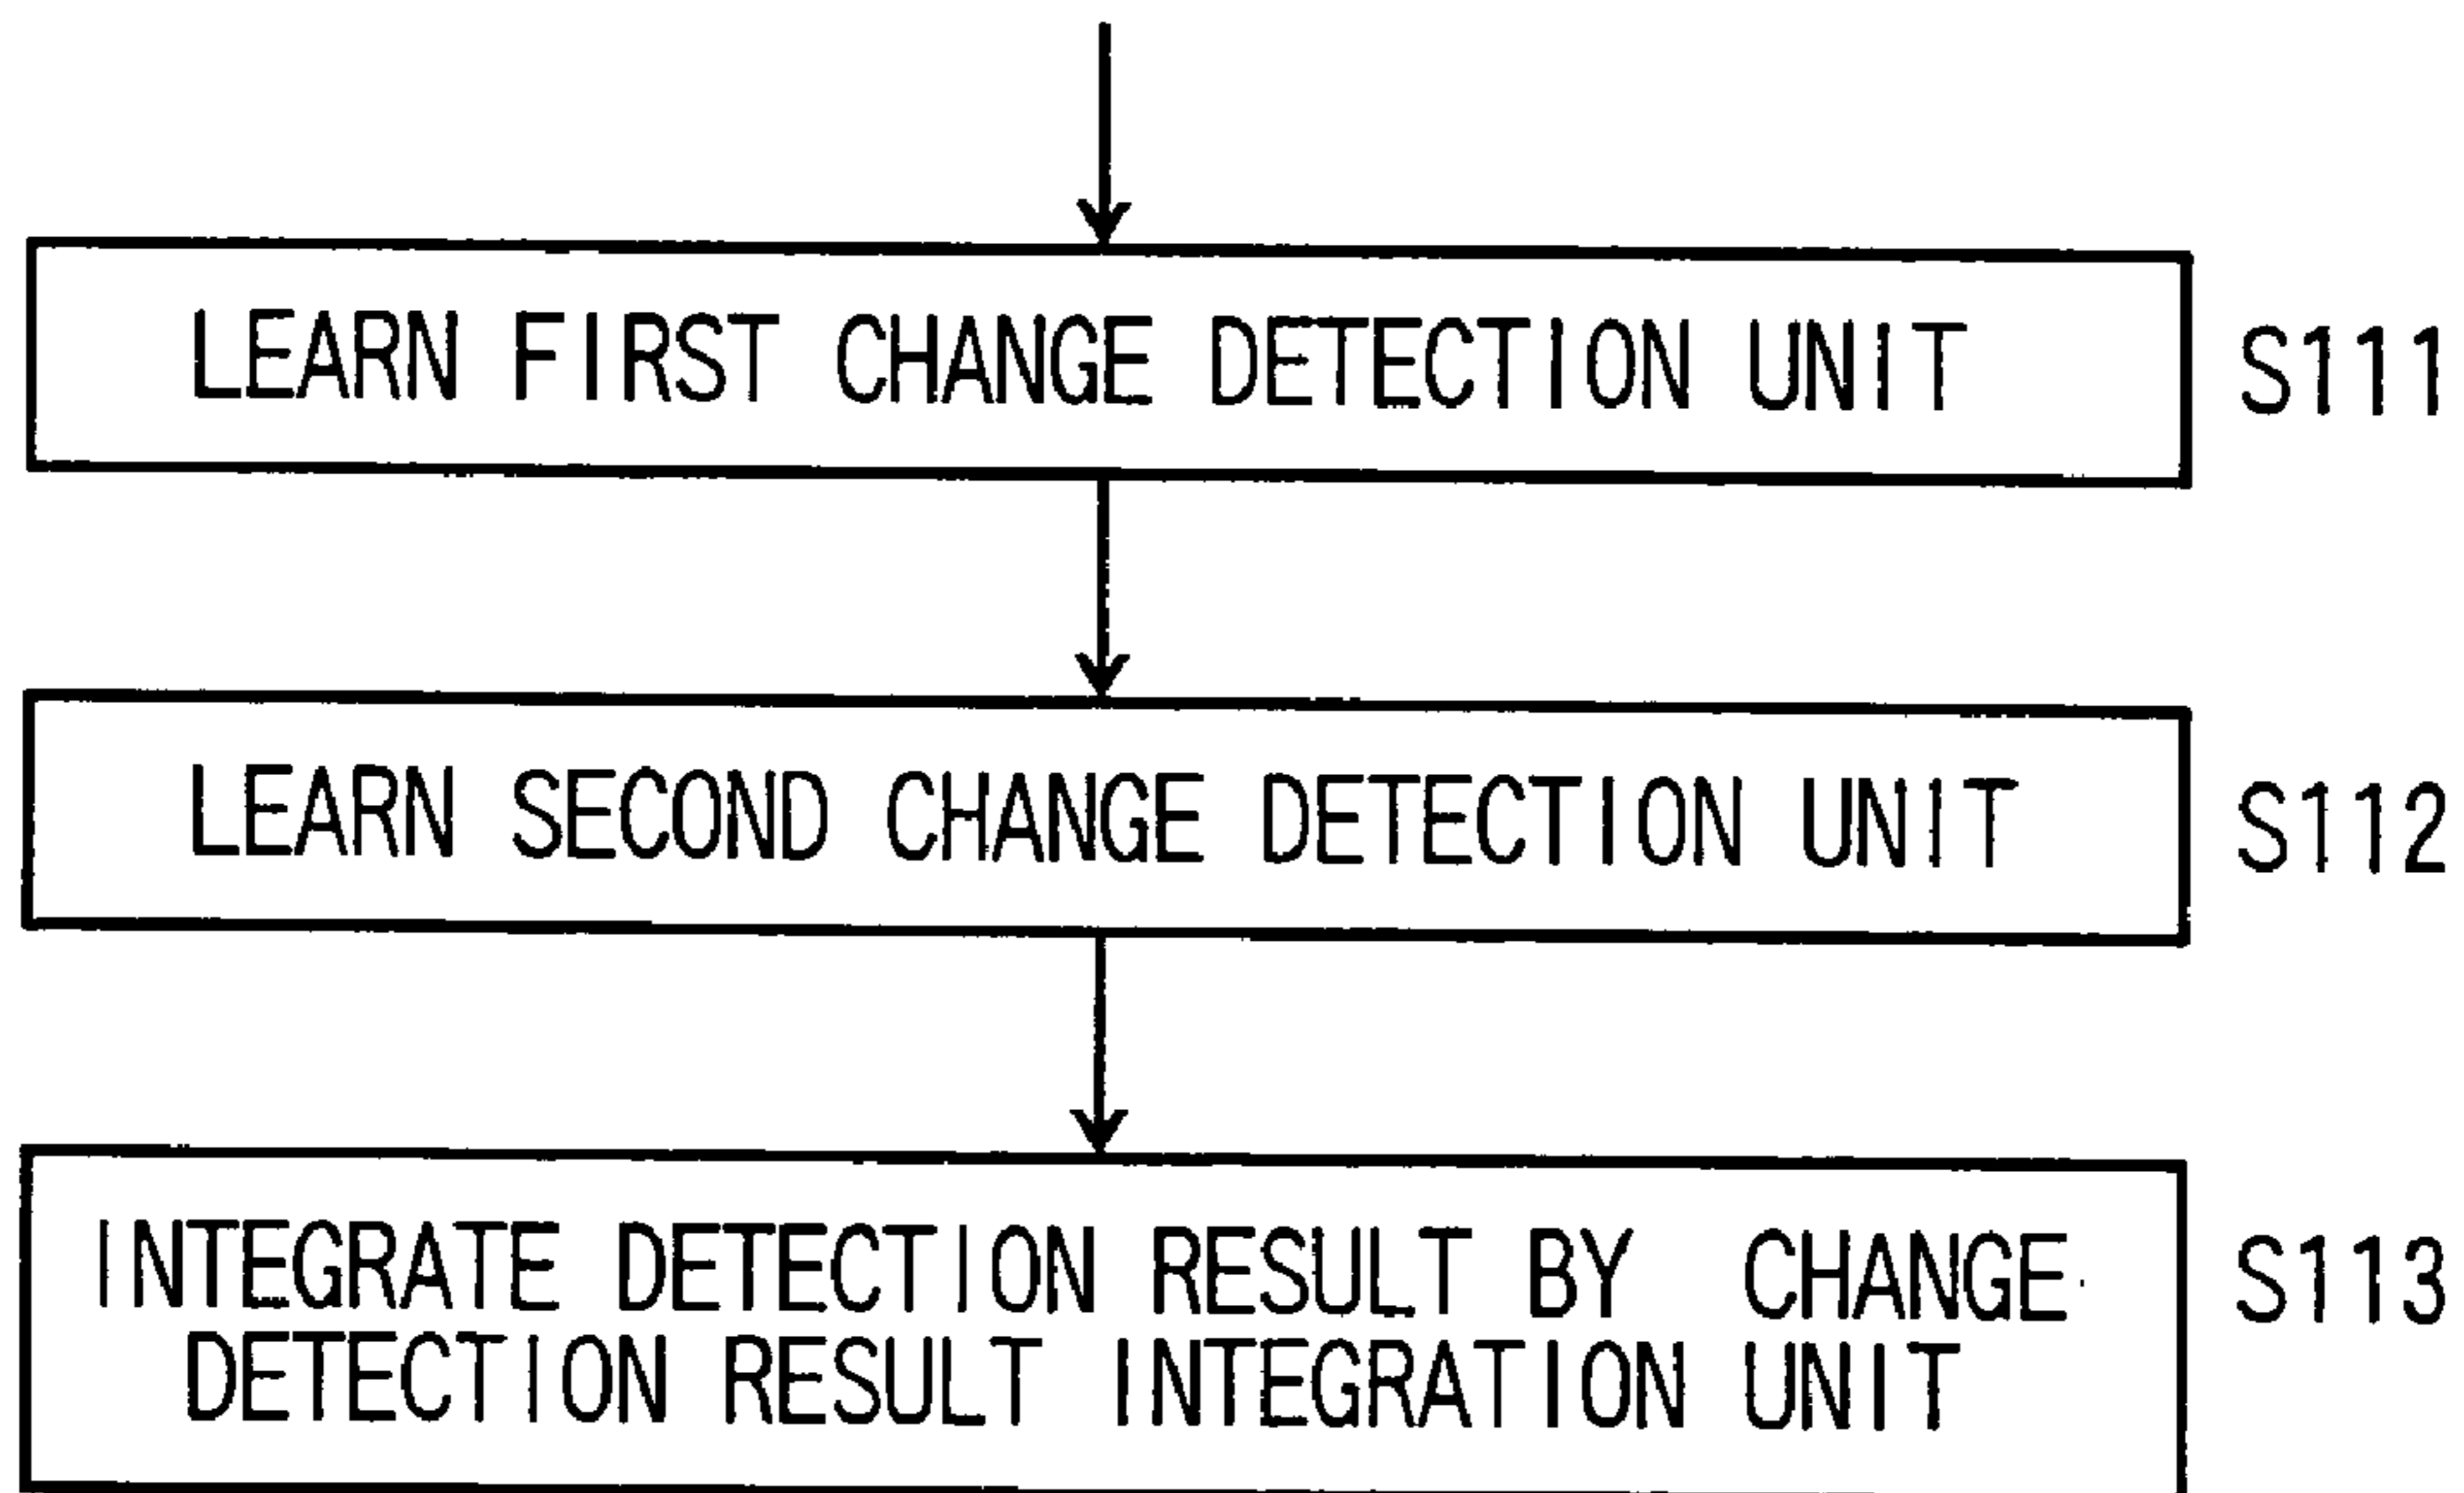 LEARN FIRST CHANGE DETECTION UNIT S111
LEARN SECOND CHANGE DETECTION UNIT S112
INTEGRATE DETECTION RESULT BY CHANGE S113
DETECTION RESULT INTEGRATION UNIT